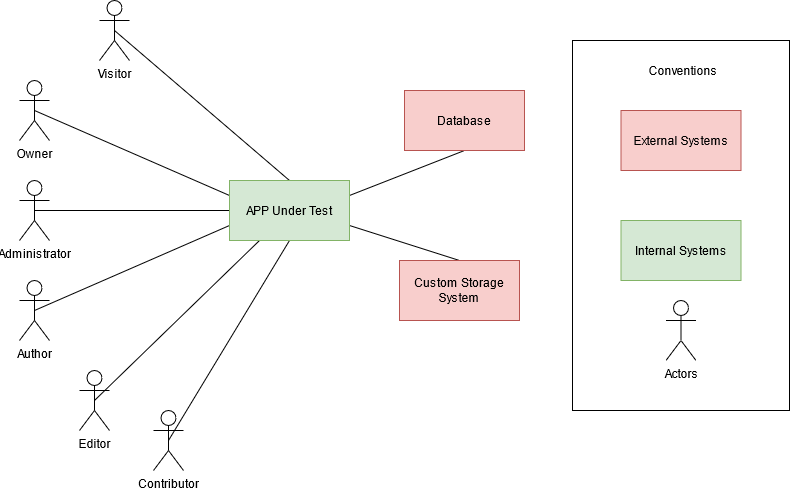 Visitor
Owner
Administrator
Author
Editor
Contributor
APP Under Test
Database
Custom Storage
System
Conventions
External Systems
Internal Systems
Actors